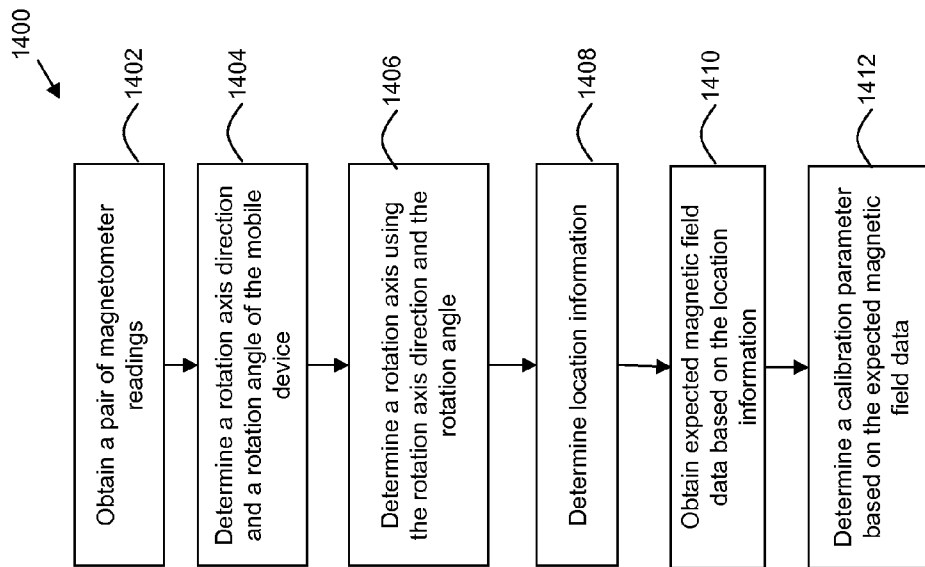 1400
Obtain a pair of magnetometer
readings
1402
Determine a rotation axis direction
and a rotation angle of the mobile
device
1404
Determine a rotation axis using
the rotation axis direction and the
rotation angle
1406
Determine location information
1408
Obtain expected magnetic field
data based on the location
information
1410
Determine a calibration parameter
based on the expected magnetic
field data
1412